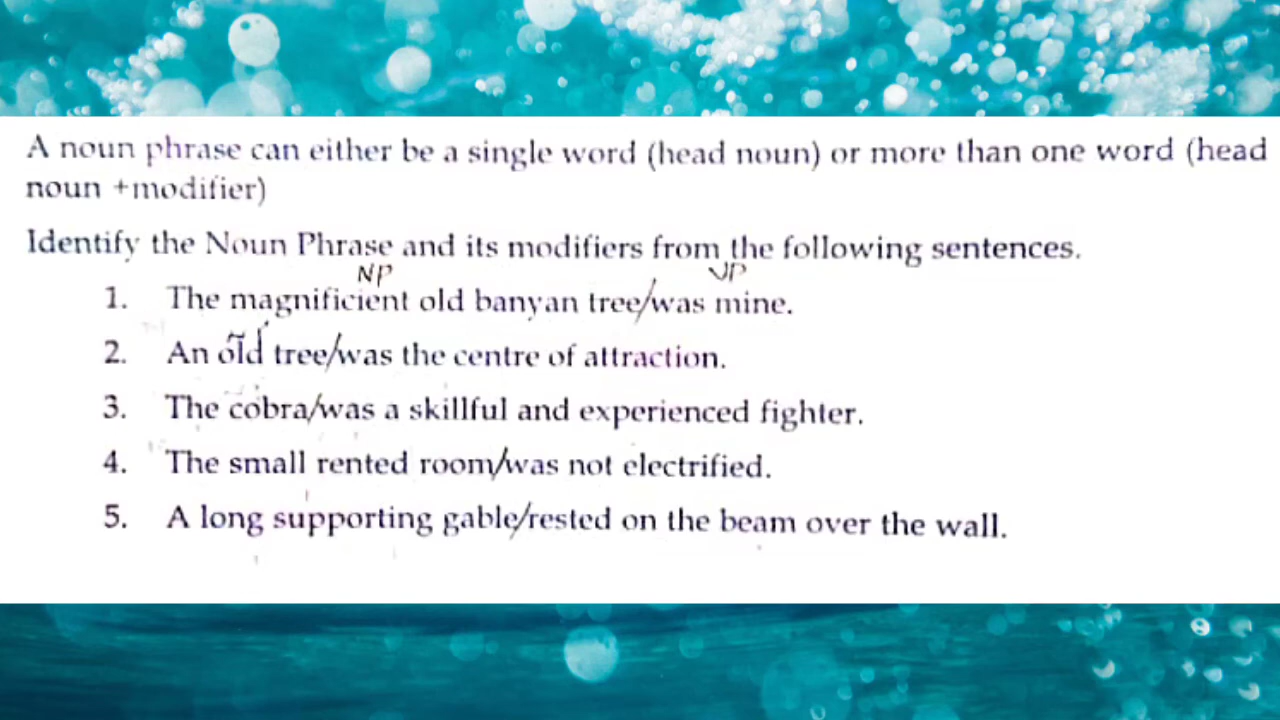 A noun phrase can either be a single word (head noun) or more than one word (head
noun +modifier)
Identify the Noun Phrase and its modifiers from the following sentences.
NP VP
1. The magnificient old banyan tree/was mine.
2. An old tree/was the centre of attraction.
3. The cobra/was a skillful and experienced fighter.
4. The small rented room/was not electrified.
5. A long supporting gable/rested on the beam over the wall.